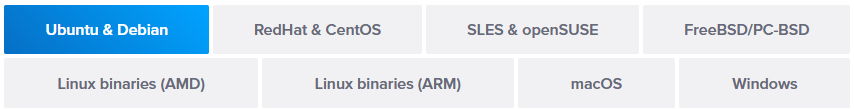 Ubuntu & Debian RedHat & CentOS SLES & openSUSE FreeBSD/PC-BSD
Linux binaries (AMD) Linux binaries (ARM) macOS Windows